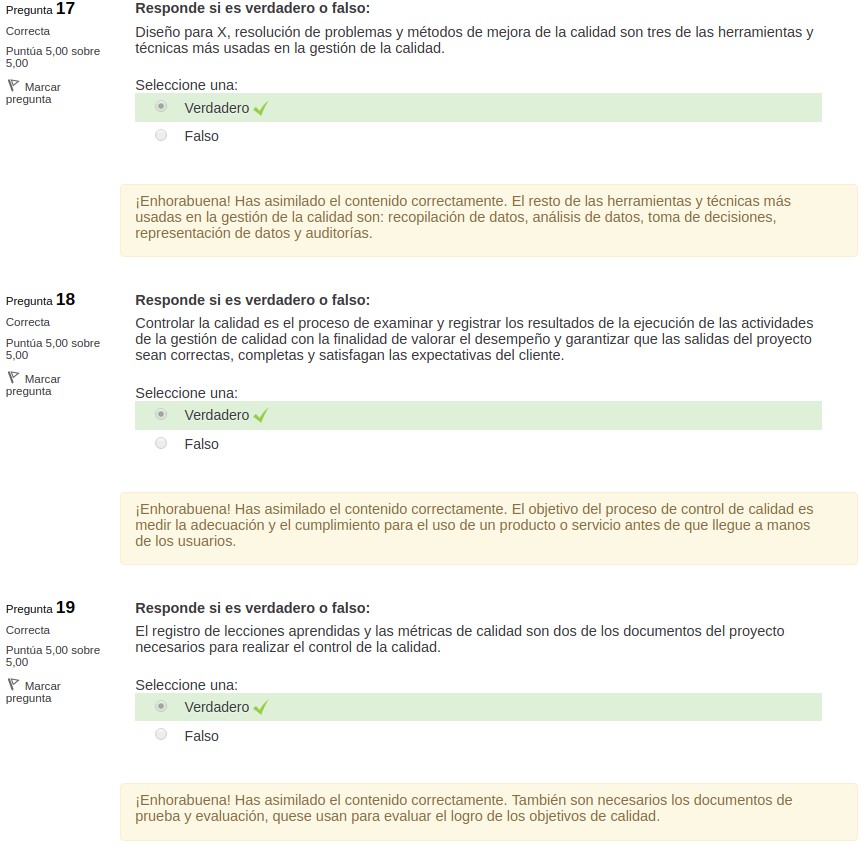 Pregunta 17
Correcta
Puntúa 5,00 sobre
5,00
Marcar
pregunta
Responde si es verdadero o falso:
Diseño para X, resolución de problemas y métodos de mejora de la calidad son tres de las herramientas y
técnicas más usadas en la gestión de la calidad.
Seleccione una:
Verdadero
Falso
¡Enhorabuena! Has asimilado el contenido correctamente. El resto de las herramientas y técnicas más
usadas en la gestión de la calidad son: recopilación de datos, análisis de datos, toma de decisiones,
representación de datos y auditorías.
Pregunta 18
Correcta
Puntúa 5,00 sobre
5,00
Marcar
pregunta
Responde si es verdadero o falso:
Controlar la calidad es el proceso de examinar y registrar los resultados de la ejecución de las actividades
de la gestión de calidad con la finalidad de valorar el desempeño y garantizar que las salidas del proyecto
sean correctas, completas y satisfagan las expectativas del cliente.
Seleccione una:
Verdadero
Falso
¡Enhorabuena! Has asimilado el contenido correctamente. El objetivo del proceso de control de calidad es
medir la adecuación y el cumplimiento para el uso de un producto o servicio antes de que llegue a manos
de los usuarios.
Pregunta 19
Correcta
Puntúa 5,00 sobre
5,00
Marcar
pregunta
Responde si es verdadero o falso:
El registro de lecciones aprendidas y las métricas de calidad son dos de los documentos del proyecto
necesarios para realizar el control de la calidad.
Seleccione una:
Verdadero
Falso
¡Enhorabuena! Has asimilado el contenido correctamente. También son necesarios los documentos de
prueba y evaluación, quese usan para evaluar el logro de los objetivos de calidad.